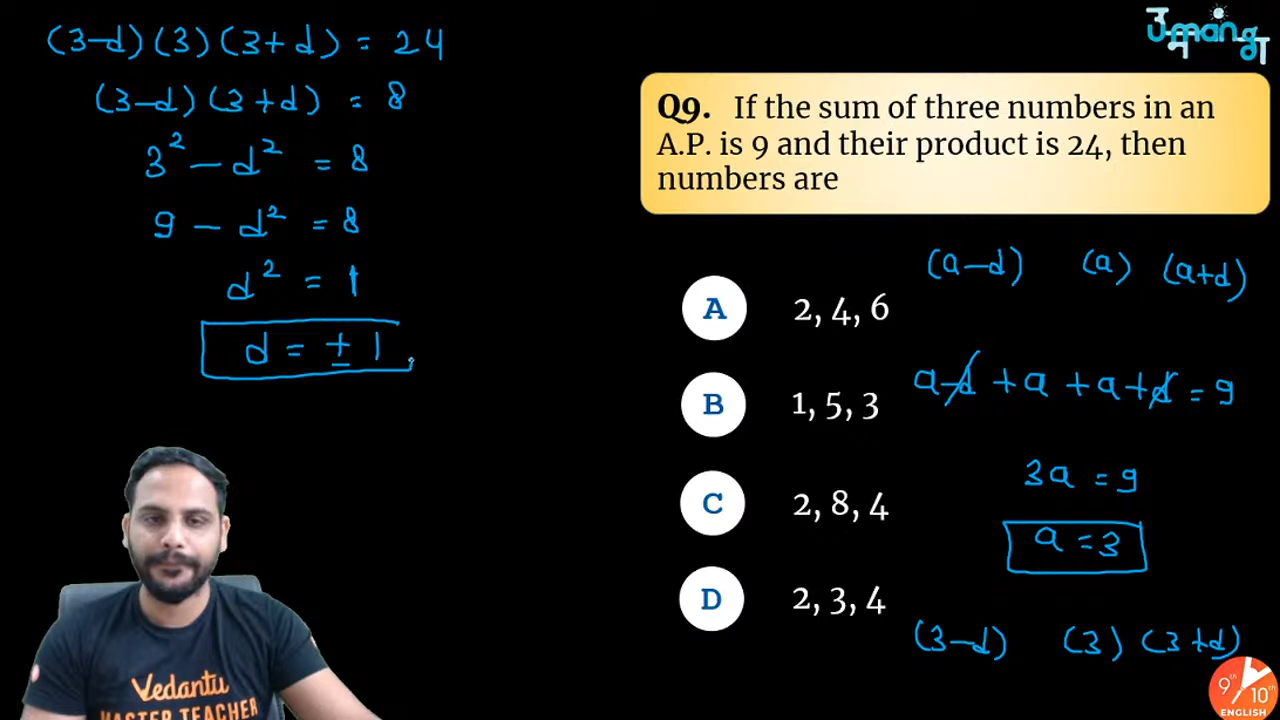 (3-d)(3)(3+d) = 24
(3-d)(3+d) = 8
3² - d² = 8
9 - d² = 8
d² = 1
d = ± 1
उmang
Q9. If the sum of three numbers in an
A.P. is 9 and their product is 24, then
numbers are
(a-d) (a) (a+d)
A 2, 4, 6
B 1, 5, 3
C 2, 8, 4
D 2, 3, 4
a-d + a + a+d = 9
3a = 9
a = 3
(3-d) (3) (3+d)
Vedantu
MASTER TEACHER
9th 10th
ENGLISH